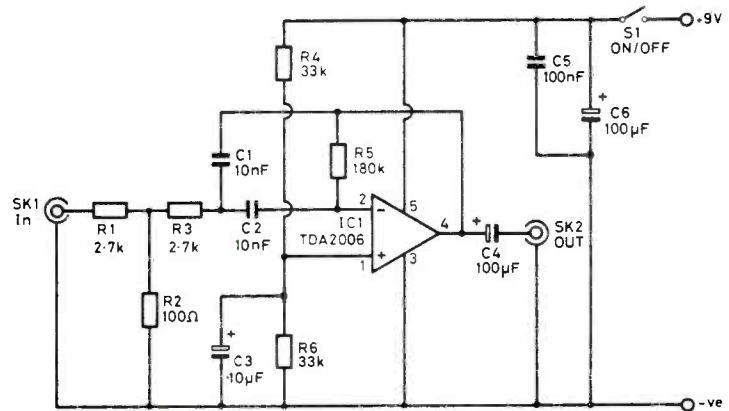 +9V
S1
ON/OFF
R4
33k
C5
100nF
+
C6
100µF
C1
10nF
R5
180k
SK1
In
R1
2·7k
R3
2·7k
C2
10nF
2
−
5
IC1
TDA2006
4
+
1
3
+
C4
100µF
SK2
OUT
R2
100Ω
+
C3
10µF
R6
33k
-ve